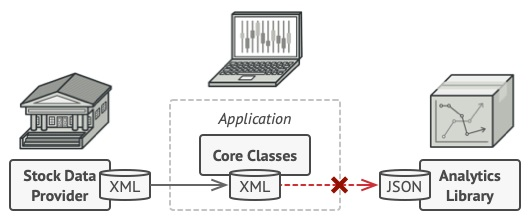 Application
Stock Data
Provider
XML
Core Classes
XML
JSON
Analytics
Library